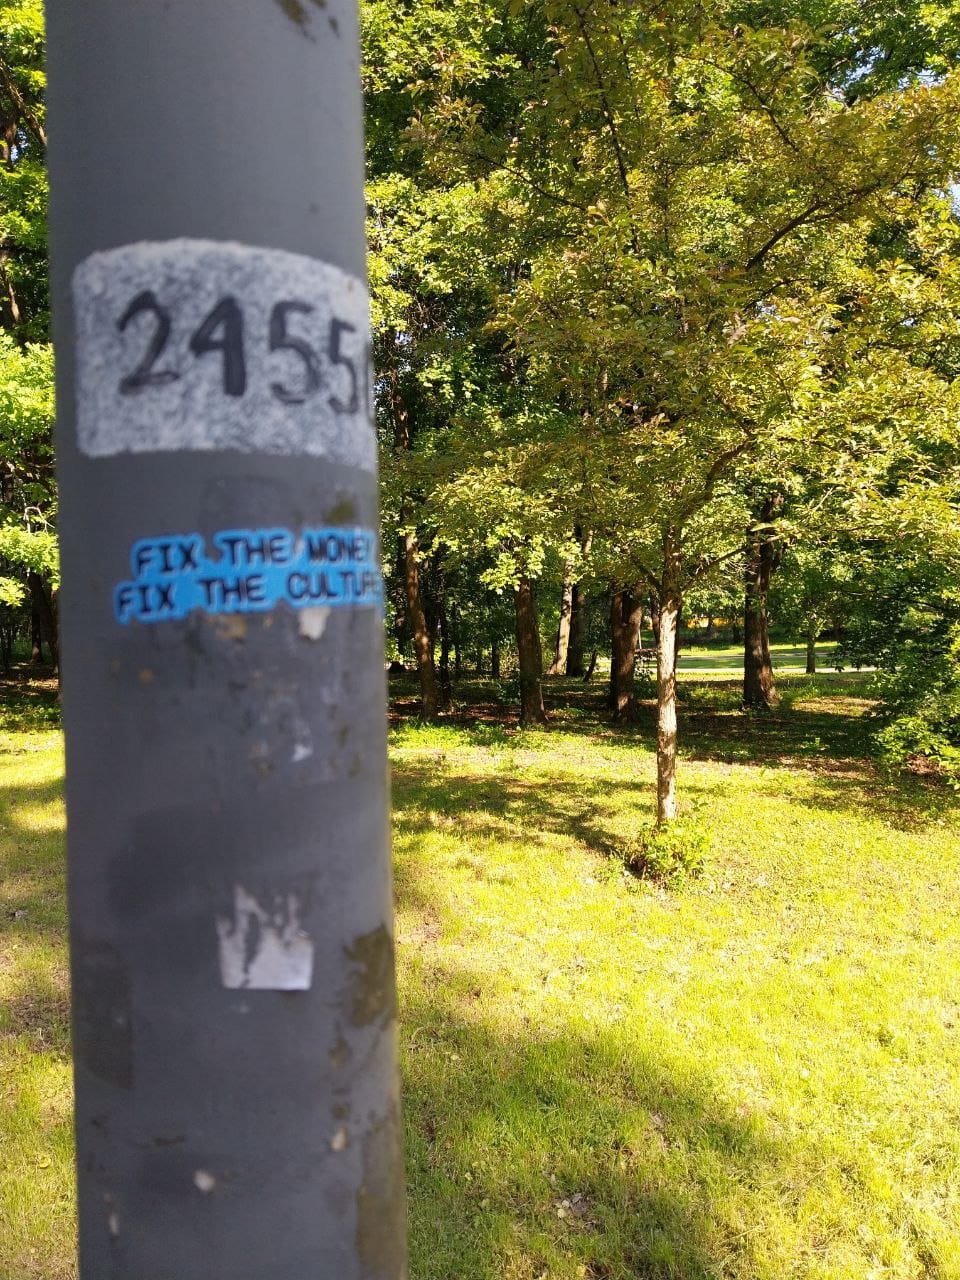 2455
FIX THE MONEY
FIX THE CULTURE